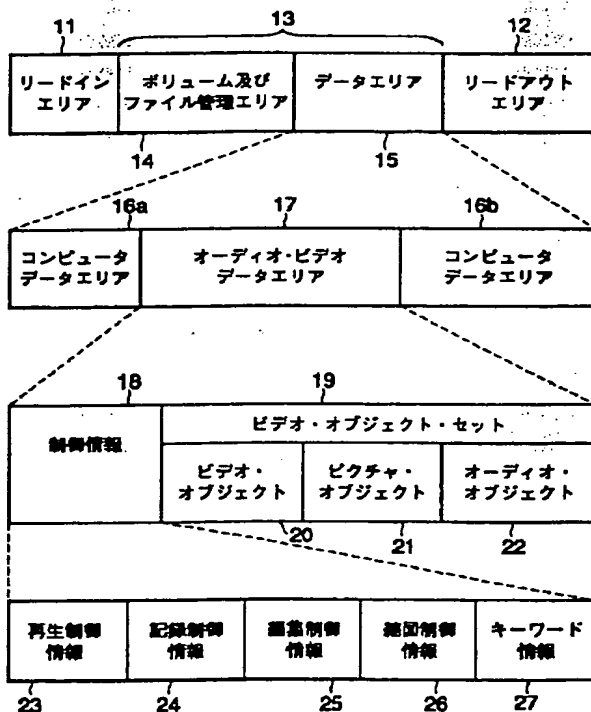 11
13
12
リードイン
エリア
ボリューム及び
ファイル管理エリア
データエリア
リードアウト
エリア
14
15
16a
17
16b
コンピュータ
データエリア
オーディオ・ビデオ
データエリア
コンピュータ
データエリア
18
19
制御情報
ビデオ・オブジェクト・セット
ビデオ・
オブジェクト
ピクチャ・
オブジェクト
オーディオ・
オブジェクト
20
21
22
再生制御
情報
記録制御
情報
編集制御
情報
制御
情報
キーワード
情報
23
24
25
26
27